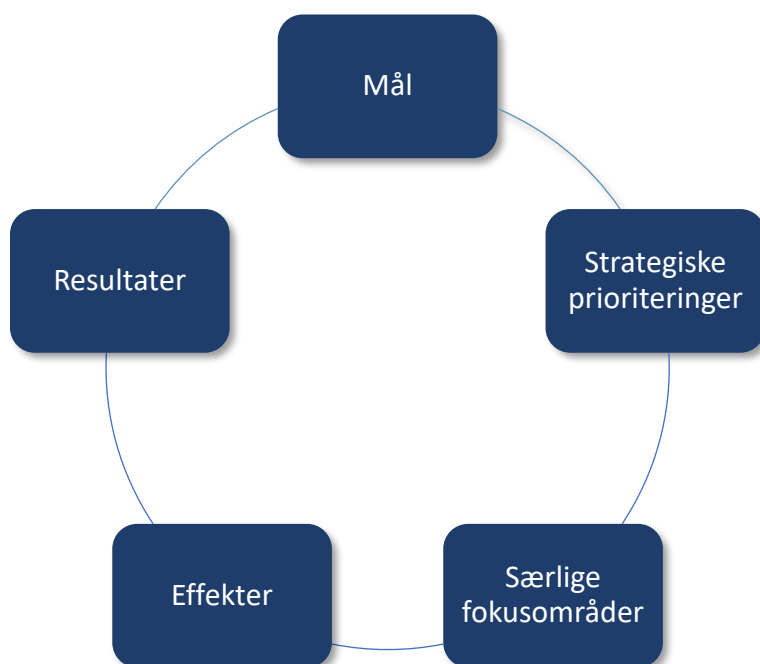 Mål
Strategiske
prioriteringer
Særlige
fokusområder
Effekter
Resultater